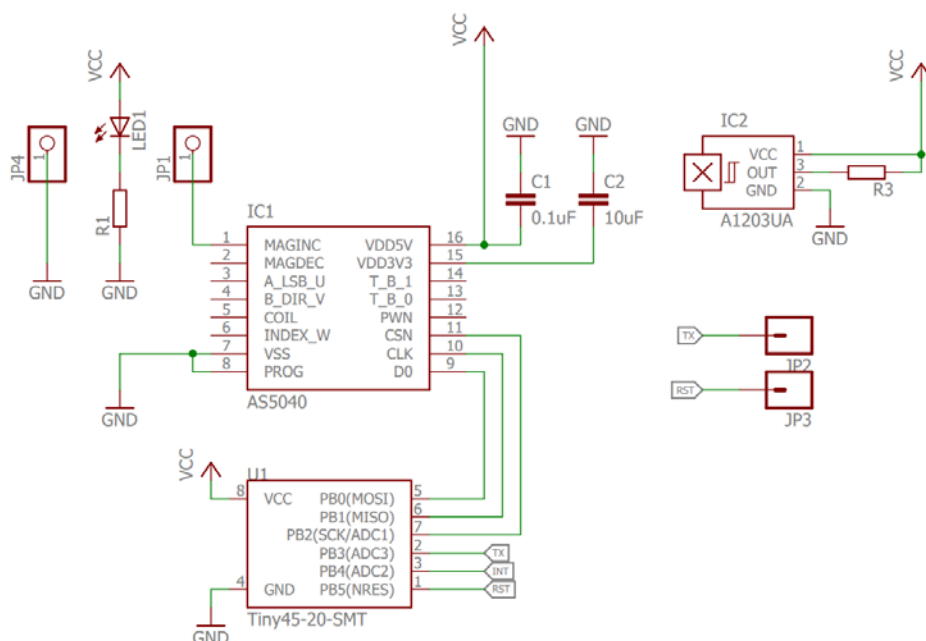 VCC
JP4
1
GND
VCC
LED1
R1
GND
JP1
1
IC1
1 MAGINC VDD5V 16
2 MAGDEC VDD3V3 15
3 A_LSB_U T_B_1 14
4 B_DIR_V T_B_0 13
5 COIL PWN 12
6 INDEX_W CSN 11
7 VSS CLK 10
8 PROG D0 9
AS5040
GND
GND
GND
C1
0.1uF
C2
10uF
VCC
IC2
VCC 1
OUT 3
GND 2
A1203UA
R3
GND
TX
JP2
RST
JP3
VCC
U1
8 VCC PB0(MOSI) 5
PB1(MISO) 6
PB2(SCK/ADC1) 7
PB3(ADC3) 2 TX
PB4(ADC2) 3 INT
4 GND PB5(NRES) 1 RST
Tiny45-20-SMT
GND